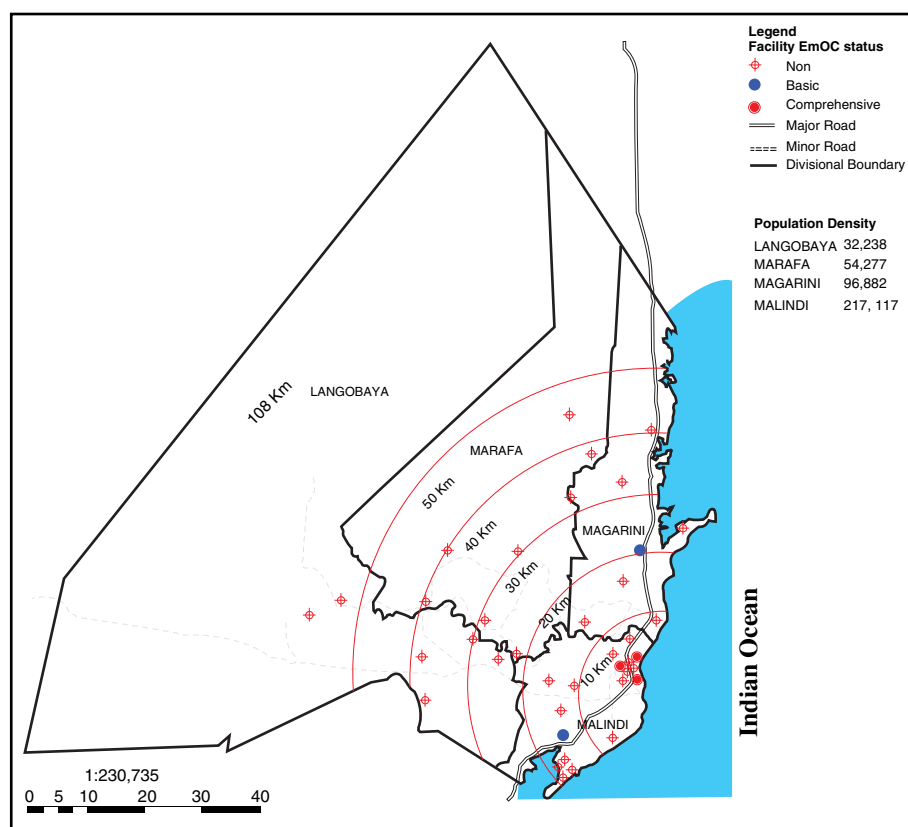 Legend
Facility EmOC status
Non
Basic
Comprehensive
Major Road
Minor Road
Divisional Boundary
Population Density
LANGOBAYA 32,238
MARAFA 54,277
MAGARINI 96,882
MALINDI 217, 117
108 Km
LANGOBAYA
MARAFA
50 Km
40 Km
MAGARINI
30 Km
20 Km
10 Km
MALINDI
Indian Ocean
1:230,735
0 5 10 20 30 40